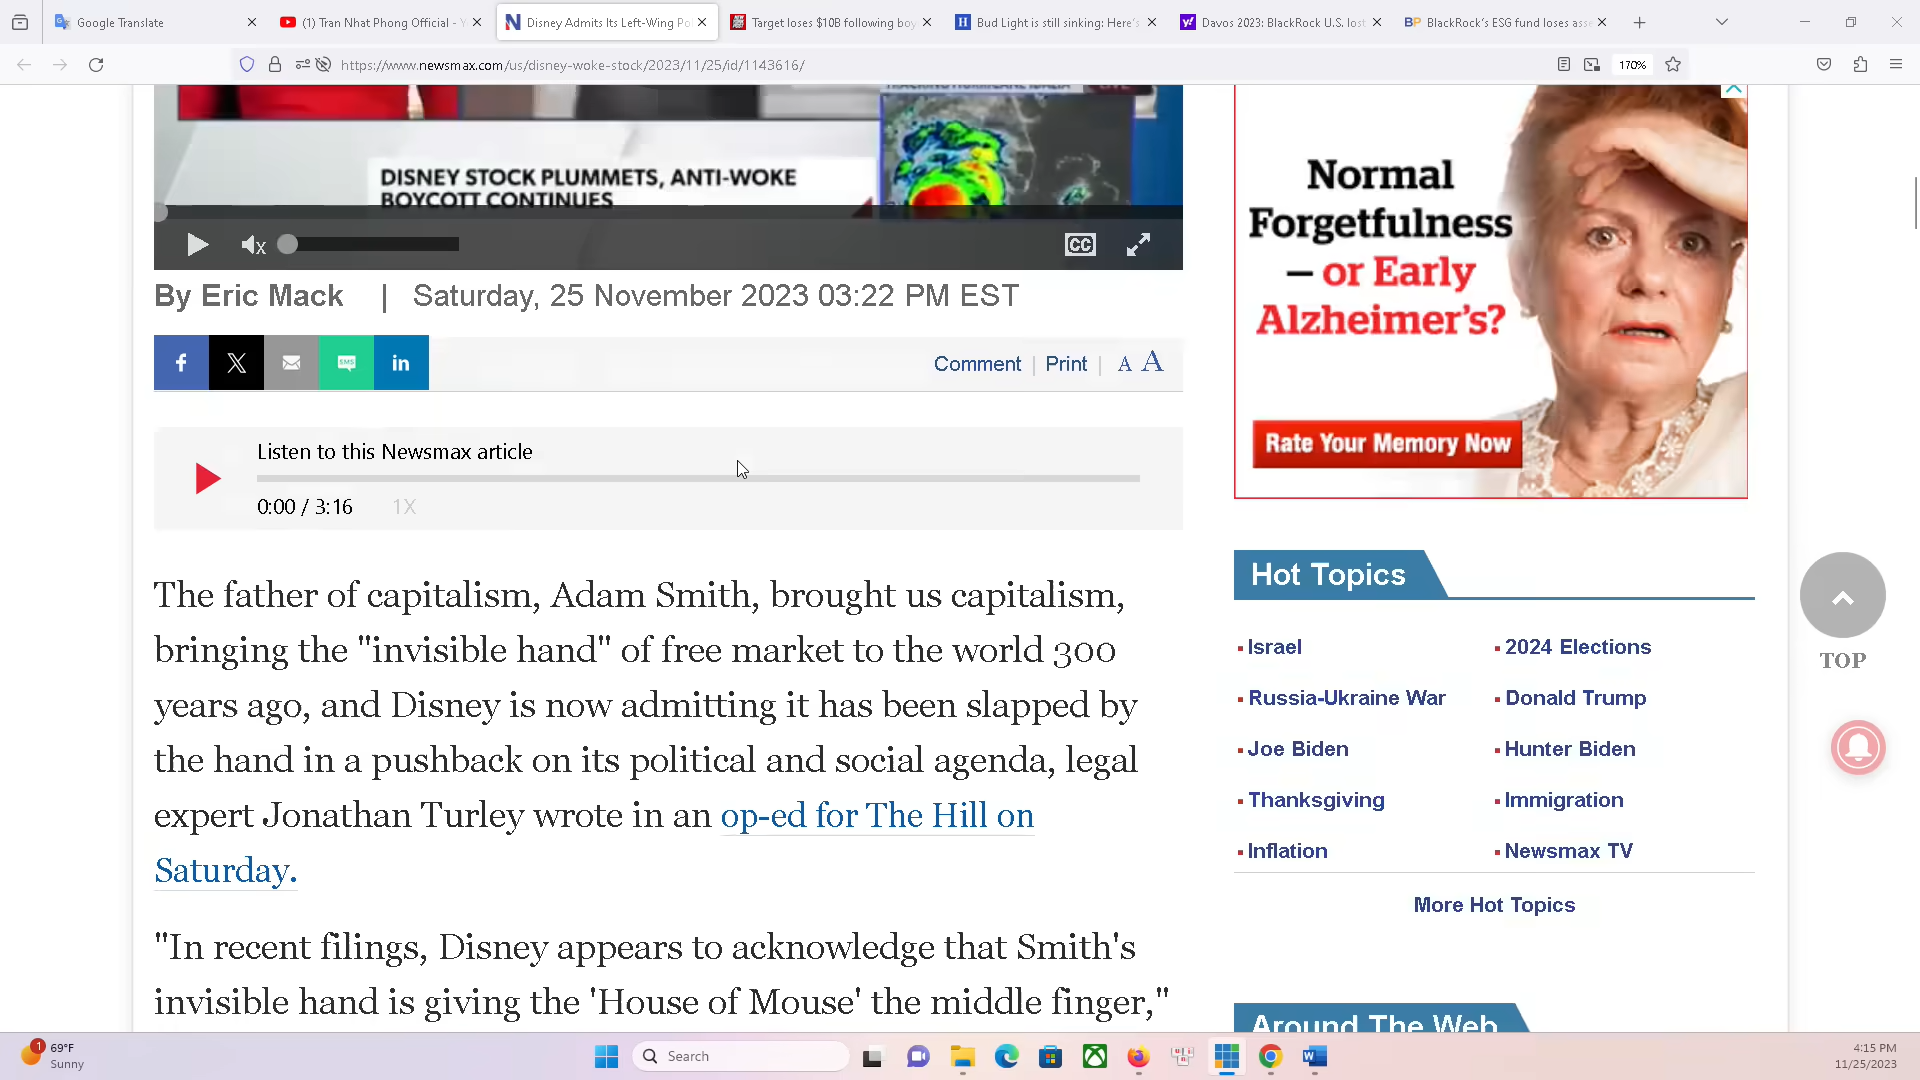 Google Translate
(1) Tran Nhat Phong Official - Y
Disney Admits Its Left-Wing Po
Target loses $10B following boy
Bud Light is still sinking: Here's
Davos 2023: BlackRock U.S. lost
BlackRock's ESG fund loses asse
https://www.newsmax.com/us/disney-woke-stock/2023/11/25/id/1143616/
170%
TRACKING HURRICANE IDALIA
LIVE
DISNEY STOCK PLUMMETS, ANTI-WOKE
BOYCOTT CONTINUES
CC
By Eric Mack | Saturday, 25 November 2023 03:22 PM EST
SMS
Comment | Print | A A
Listen to this Newsmax article
0:00 / 3:16 1X
The father of capitalism, Adam Smith, brought us capitalism,
bringing the "invisible hand" of free market to the world 300
years ago, and Disney is now admitting it has been slapped by
the hand in a pushback on its political and social agenda, legal
expert Jonathan Turley wrote in an op-ed for The Hill on
Saturday.
"In recent filings, Disney appears to acknowledge that Smith's
invisible hand is giving the 'House of Mouse' the middle finger,"
Normal
Forgetfulness
— or Early
Alzheimer's?
Rate Your Memory Now
Hot Topics
Israel
2024 Elections
Russia-Ukraine War
Donald Trump
Joe Biden
Hunter Biden
Thanksgiving
Immigration
Inflation
Newsmax TV
More Hot Topics
Around The Web
TOP
1
69°F
Sunny
Search
4:15 PM
11/25/2023